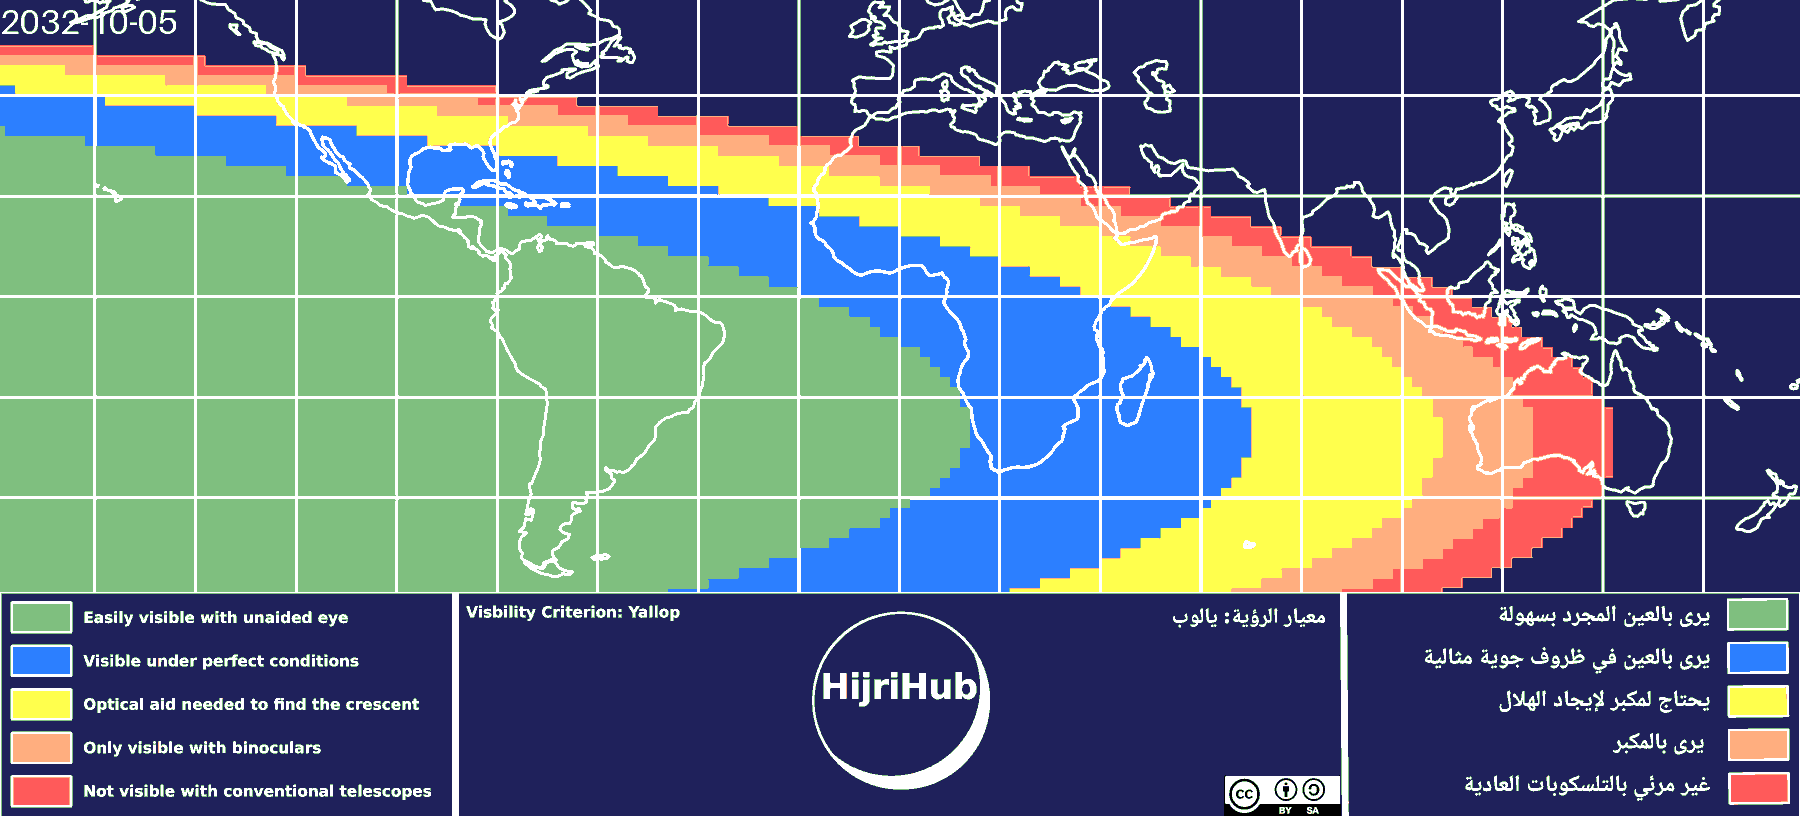 2032-10-05
Easily visible with unaided eye
Visible under perfect conditions
Optical aid needed to find the crescent
Only visible with binoculars
Not visible with conventional telescopes
Visbility Criterion: Yallop
معيار الرؤية: يالوب
HijriHub
cc
BY SA
يرى بالعين المجرد بسهولة
يرى بالعين في ظروف جوية مثالية
يحتاج لمكبر لإيجاد الهلال
يرى بالمكبر
غير مرئي بالتلسكوبات العادية